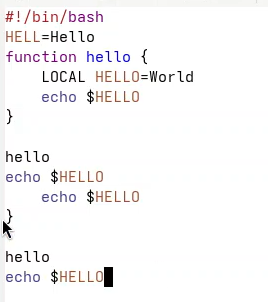 #!/bin/bash
HELL=Hello
function hello {
    LOCAL HELLO=World
    echo $HELLO
}

hello
echo $HELLO
    echo $HELLO
}

hello
echo $HELLO